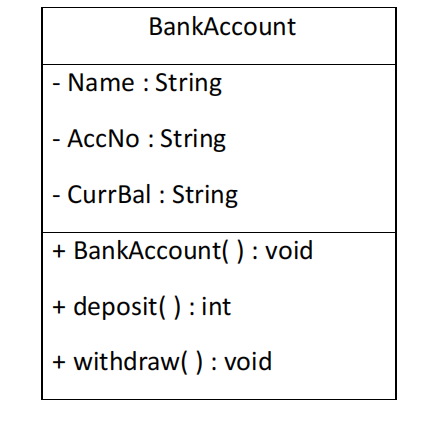 BankAccount
- Name : String
- AccNo : String
- CurrBal : String
+ BankAccount( ) : void
+ deposit( ) : int
+ withdraw( ) : void